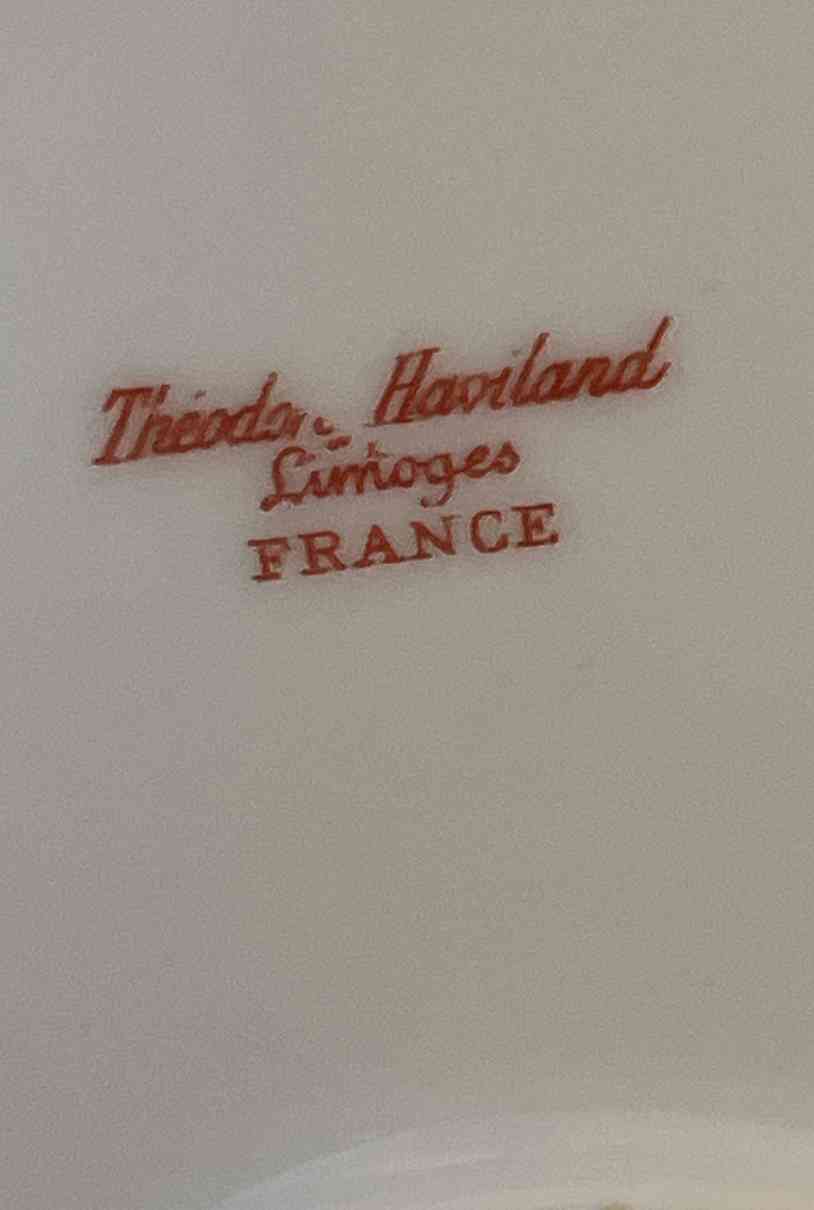 Théodore Haviland
Limoges
FRANCE